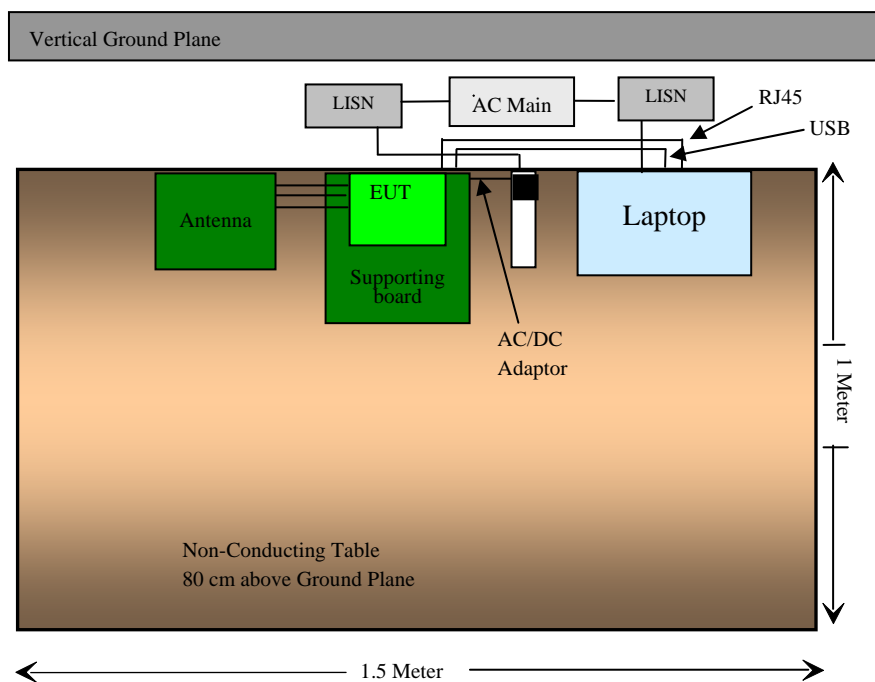 Vertical Ground Plane
LISN
AC Main
LISN
RJ45
USB
Antenna
EUT
Laptop
Supporting
board
AC/DC
Adaptor
1 Meter
Non-Conducting Table
80 cm above Ground Plane
1.5 Meter